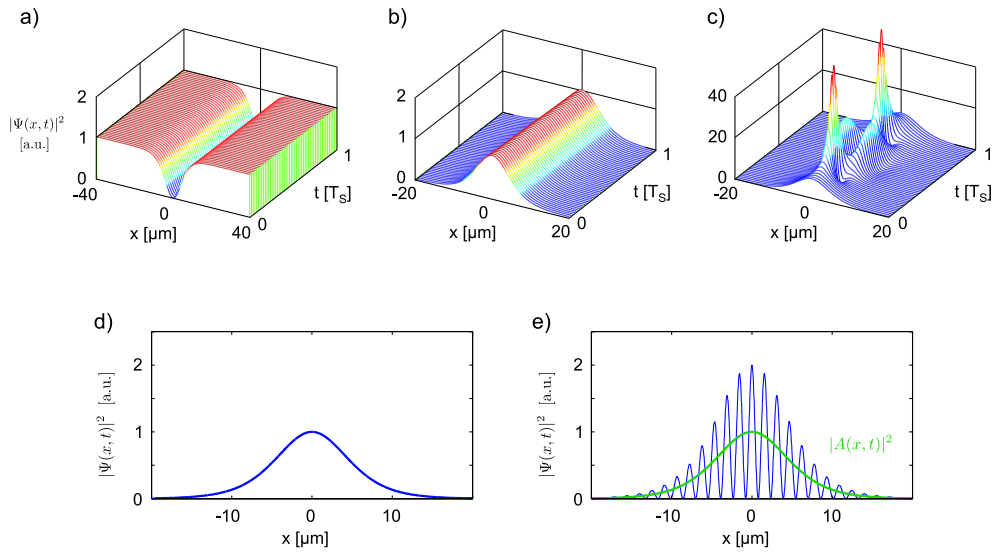 a)
b)
c)
|Ψ(x,t)|²
[a.u.]
2
1
0
-40
0
40
x [µm]
0
1
t [T_S]
2
1
0
-20
0
20
x [µm]
0
1
t [T_S]
40
20
0
-20
0
20
x [µm]
0
1
t [T_S]
d)
e)
|Ψ(x,t)|² [a.u.]
2
1
0
-10
0
10
x [µm]
|Ψ(x,t)|² [a.u.]
2
1
0
-10
0
10
x [µm]
|A(x,t)|²